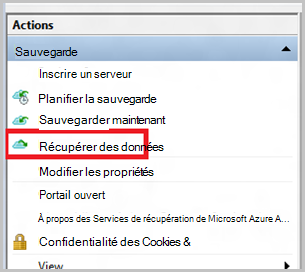 Actions
Sauvegarde
Inscrire un serveur
Planifier la sauvegarde
Sauvegarder maintenant
Récupérer des données
Modifier les propriétés
Portail ouvert
À propos des Services de récupération de Microsoft Azure A...
Confidentialité des Cookies &
View